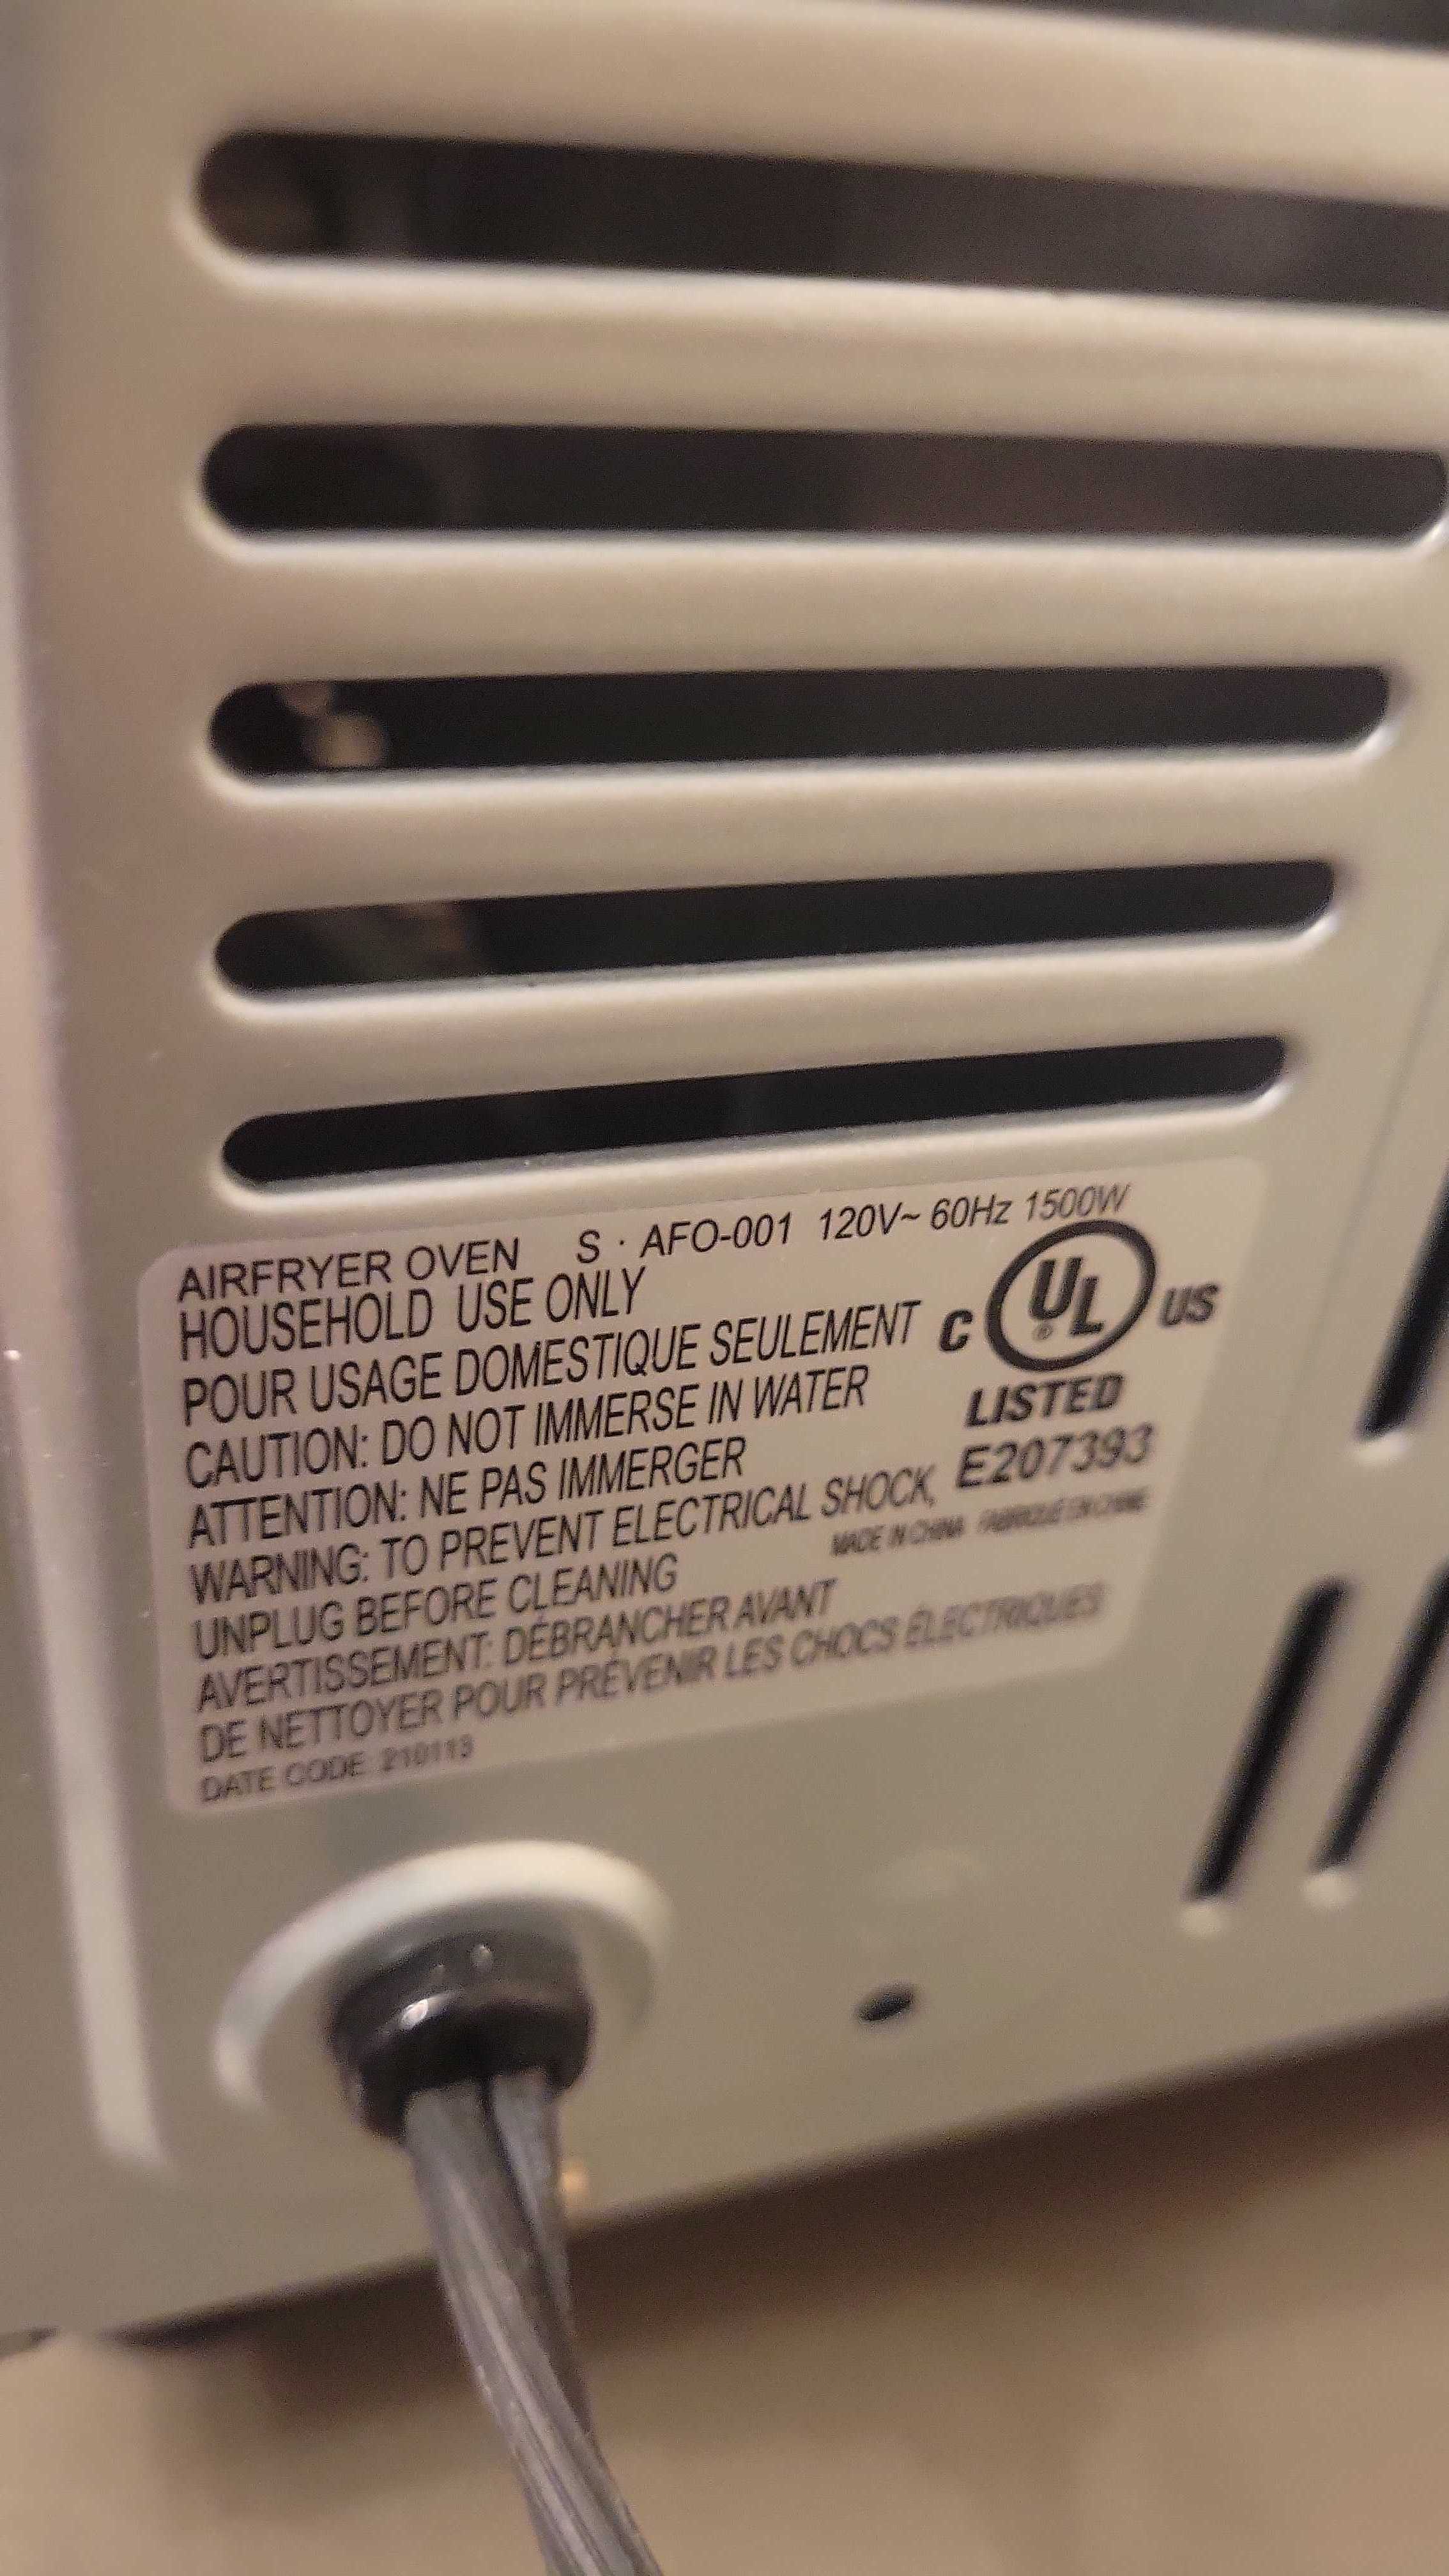 AIRFRYER OVEN S · AFO-001 120V~ 60Hz 1500W
HOUSEHOLD USE ONLY
POUR USAGE DOMESTIQUE SEULEMENT
CAUTION: DO NOT IMMERSE IN WATER
ATTENTION: NE PAS IMMERGER
WARNING: TO PREVENT ELECTRICAL SHOCK,
UNPLUG BEFORE CLEANING
AVERTISSEMENT: DÉBRANCHER AVANT
DE NETTOYER POUR PRÉVENIR LES CHOCS ÉLECTRIQUES
DATE CODE: 210113
C UL® US
LISTED
E207393
MADE IN CHINA FABRIQUÉ EN CHINE